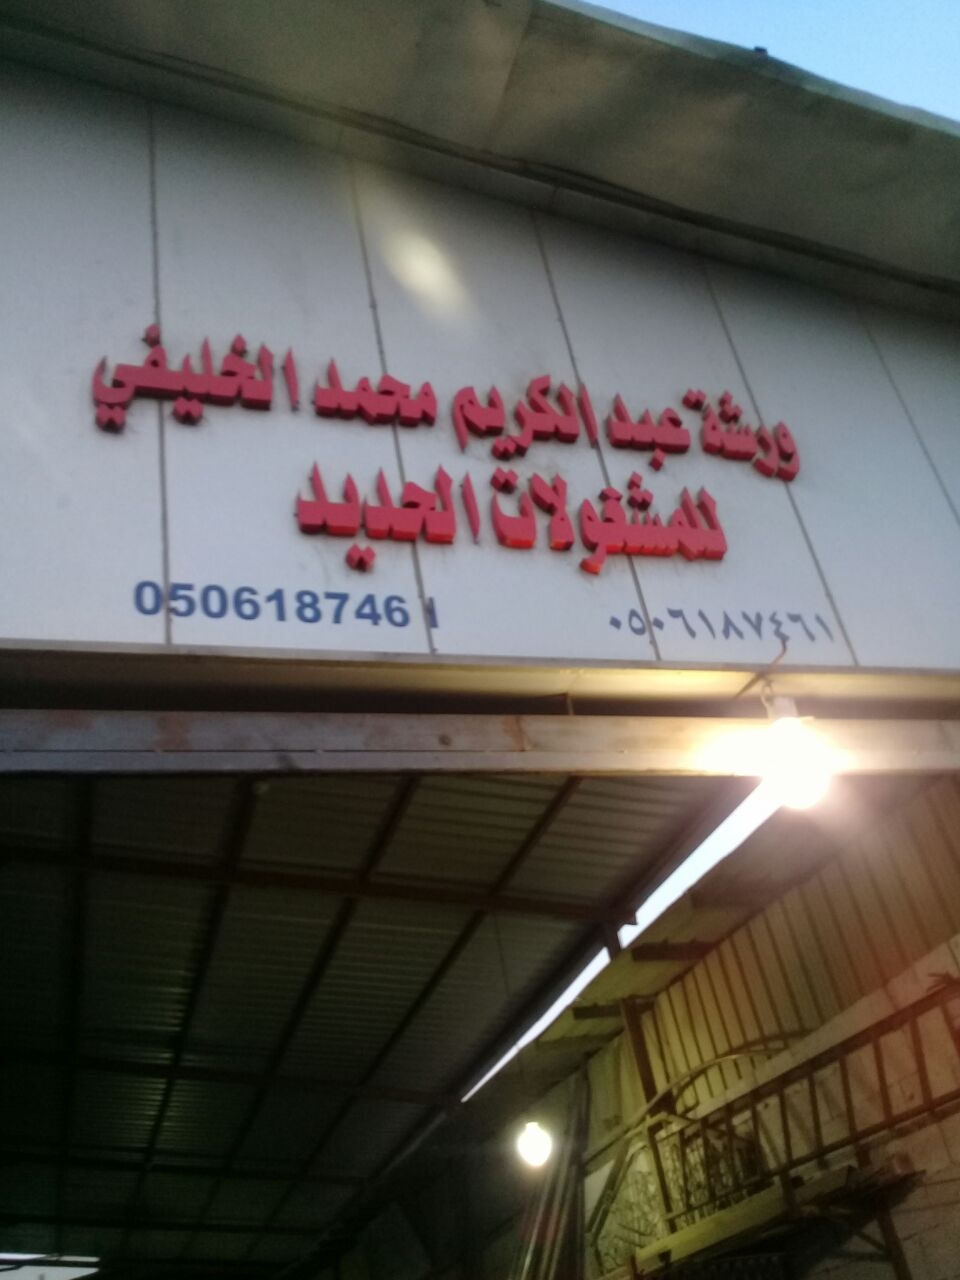 ورشة عبد الكريم محمد الخليفي
للمشغولات الحديد
0506187461 ٠٥٠٦١٨٧٤٦١